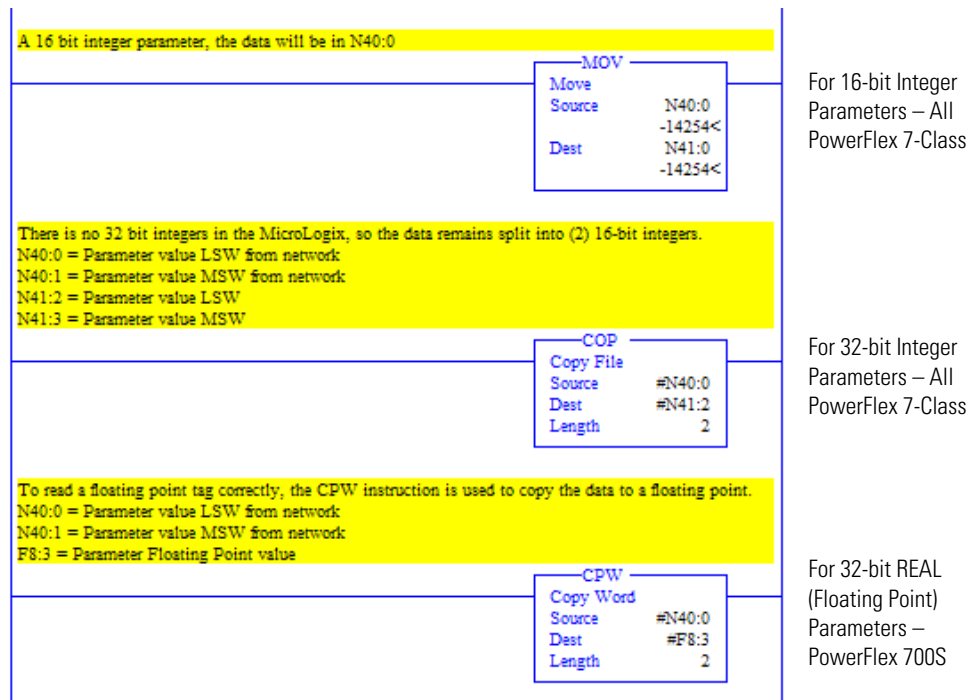 A 16 bit integer parameter, the data will be in N40:0
MOV
Move
Source N40:0
-14254<
Dest N41:0
-14254<
For 16-bit Integer
Parameters – All
PowerFlex 7-Class
There is no 32 bit integers in the MicroLogix, so the data remains split into (2) 16-bit integers.
N40:0 = Parameter value LSW from network
N40:1 = Parameter value MSW from network
N41:2 = Parameter value LSW
N41:3 = Parameter value MSW
COP
Copy File
Source #N40:0
Dest #N41:2
Length 2
For 32-bit Integer
Parameters – All
PowerFlex 7-Class
To read a floating point tag correctly, the CPW instruction is used to copy the data to a floating point.
N40:0 = Parameter value LSW from network
N40:1 = Parameter value MSW from network
F8:3 = Parameter Floating Point value
CPW
Copy Word
Source #N40:0
Dest #F8:3
Length 2
For 32-bit REAL
(Floating Point)
Parameters –
PowerFlex 700S